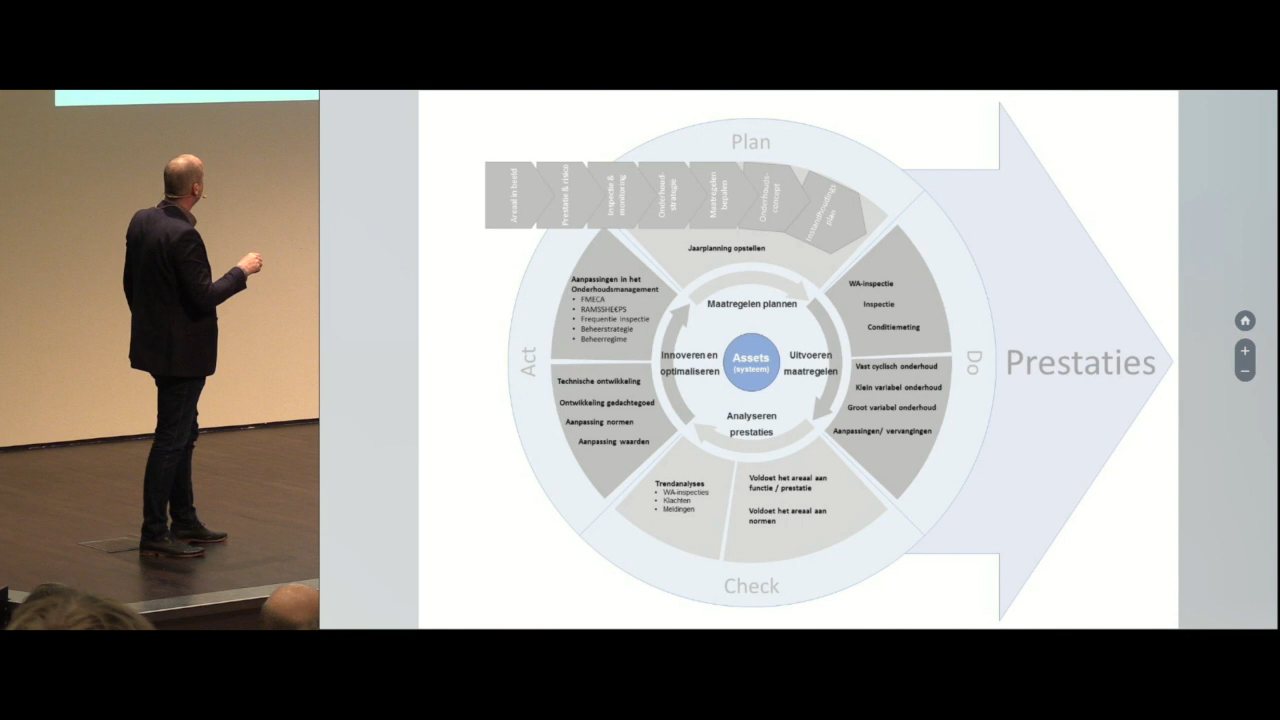 Plan
Areaal in beeld
Prestatie & risico
Inspectie &
monitoring
Onderhoud-
strategie
Maatregelen
bepalen
Onderhouds-
concept
Instandhoudings
plan
Jaarplanning opstellen
Aanpassingen in het
Onderhoudsmanagement
• FMECA
• RAMSSHEEPS
• Frequentie inspectie
• Beheerstrategie
• Beheerregime
WA-inspectie
Inspectie
Conditiemeting
Maatregelen plannen
Innoveren en
optimaliseren
Assets
(systeem)
Uitvoeren
maatregelen
Analyseren
prestaties
Act
Do
Prestaties
Technische ontwikkeling
Ontwikkeling gedachtegoed
Aanpassing normen
Aanpassing waarden
Vast cyclisch onderhoud
Klein variabel onderhoud
Groot variabel onderhoud
Aanpassingen/ vervangingen
Trendanalyses
• WA-inspecties
• Klachten
• Meldingen
Voldoet het areaal aan
functie / prestatie
Voldoet het areaal aan
normen
Check